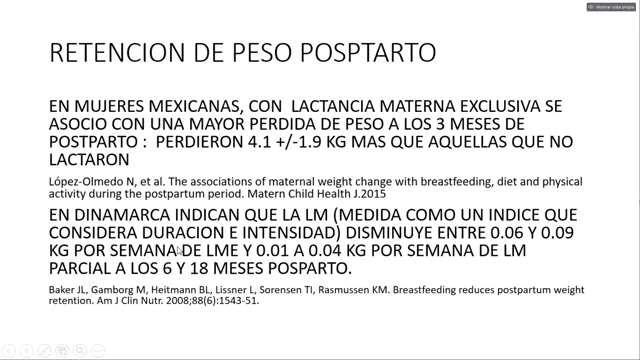 Mostrar vista propia
RETENCION DE PESO POSPTARTO
EN MUJERES MEXICANAS, CON LACTANCIA MATERNA EXCLUSIVA SE
ASOCIO CON UNA MAYOR PERDIDA DE PESO A LOS 3 MESES DE
POSTPARTO : PERDIERON 4.1 +/-1.9 KG MAS QUE AQUELLAS QUE NO
LACTARON
López-Olmedo N, et al. The associations of maternal weight change with breastfeeding, diet and physical
activity during the postpartum period. Matern Child Health J.2015
EN DINAMARCA INDICAN QUE LA LM (MEDIDA COMO UN INDICE QUE
CONSIDERA DURACION E INTENSIDAD) DISMINUYE ENTRE 0.06 Y 0.09
KG POR SEMANA DE LME Y 0.01 A 0.04 KG POR SEMANA DE LM
PARCIAL A LOS 6 Y 18 MESES POSPARTO.
Baker JL, Gamborg M, Heitmann BL, Lissner L, Sorensen TI, Rasmussen KM. Breastfeeding reduces postpartum weight
retention. Am J Clin Nutr. 2008;88(6):1543-51.